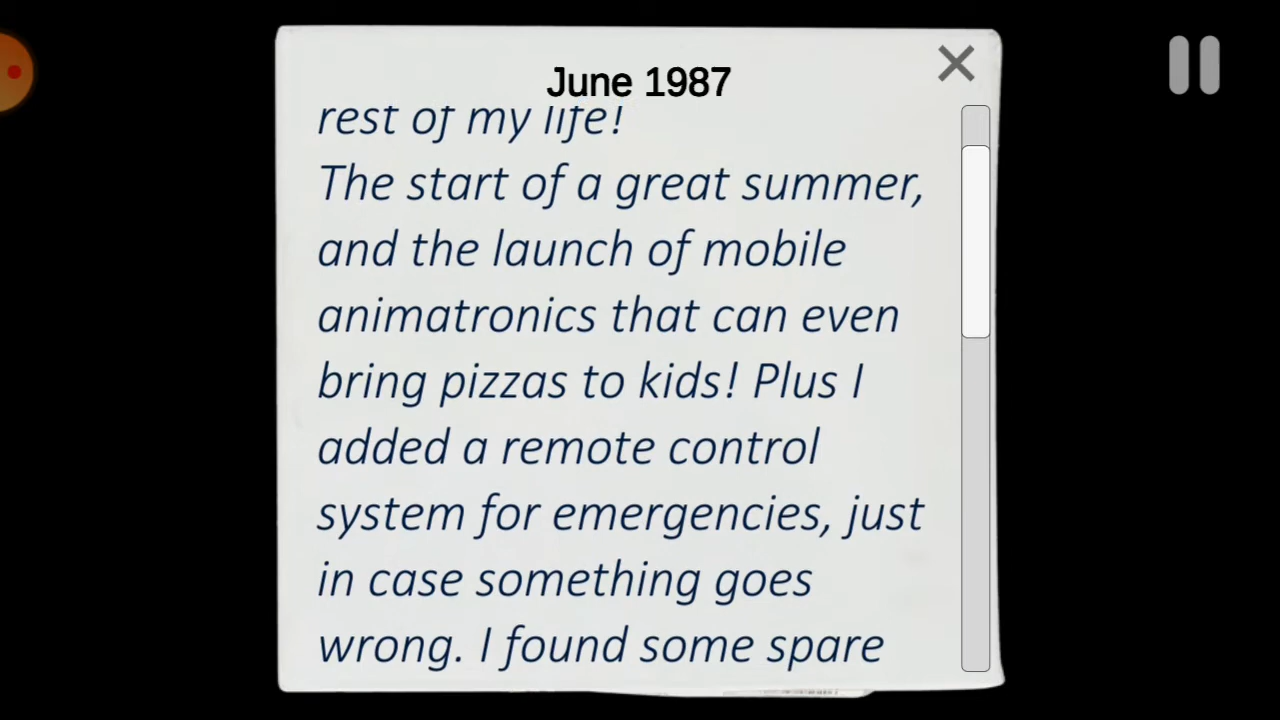 June 1987
rest of my life!
The start of a great summer,
and the launch of mobile
animatronics that can even
bring pizzas to kids! Plus I
added a remote control
system for emergencies, just
in case something goes
wrong. I found some spare